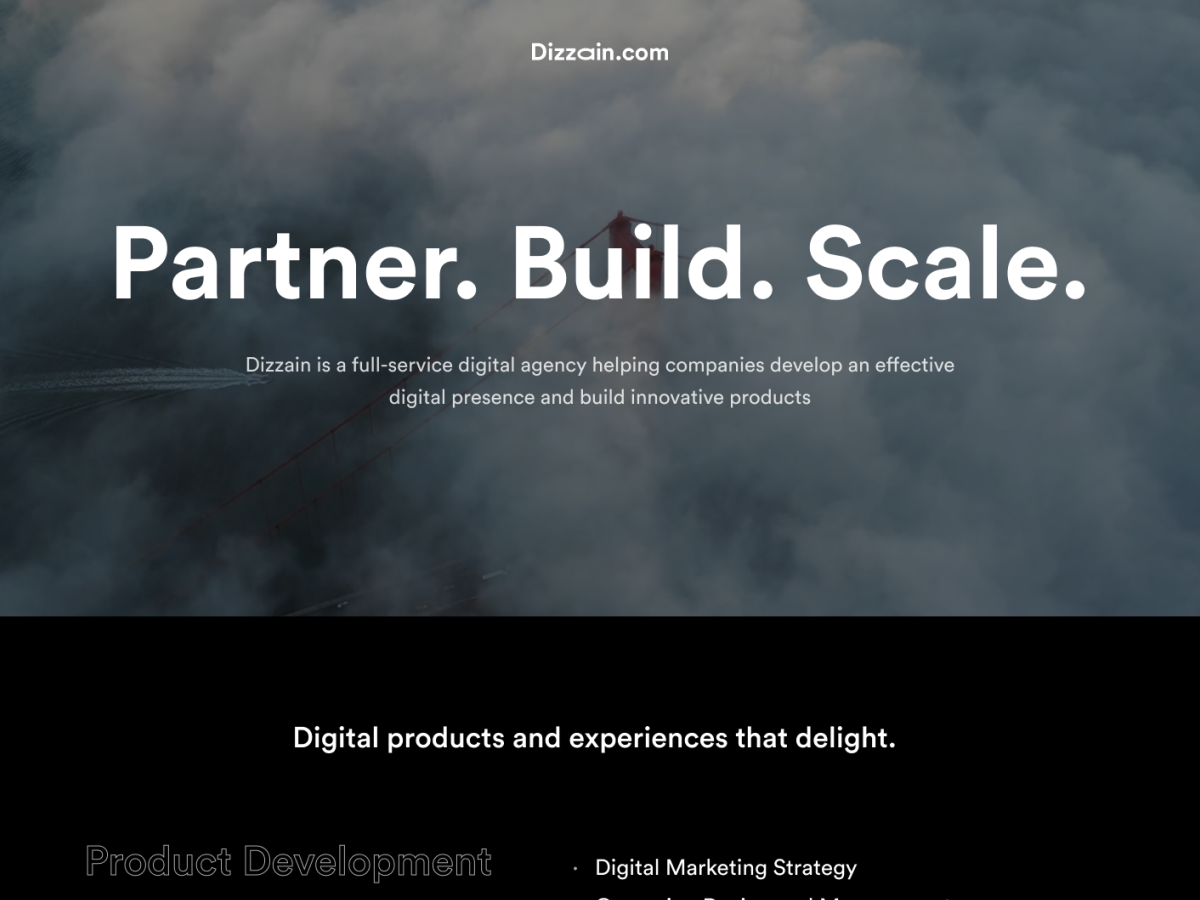 Dizzain.com
Partner. Build. Scale.
Dizzain is a full-service digital agency helping companies develop an effective
digital presence and build innovative products
Digital products and experiences that delight.
Product Development
· Digital Marketing Strategy